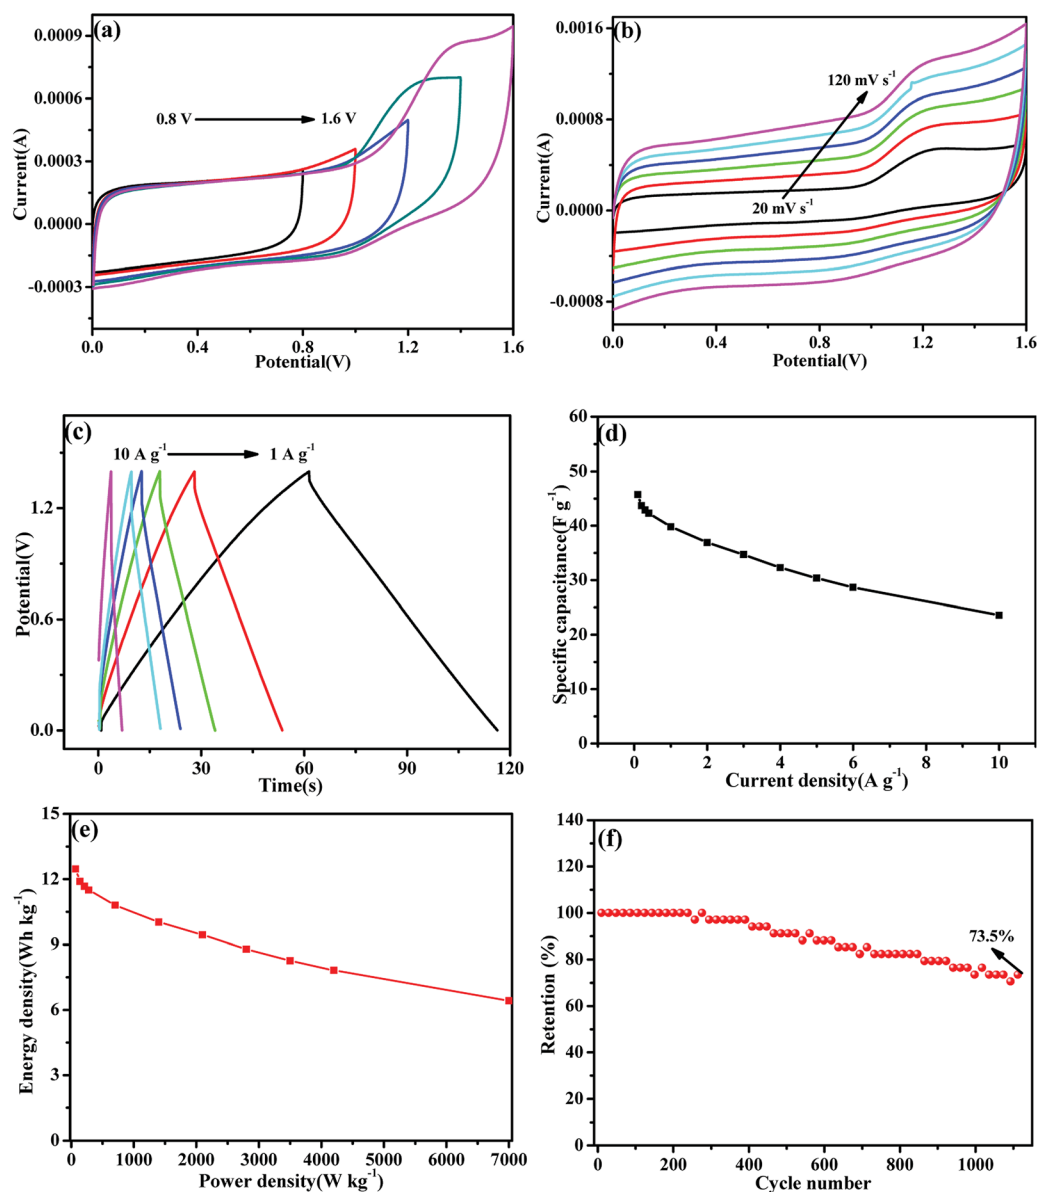 (a)
0.0009
0.0006
0.0003
0.0000
-0.0003
Current(A)
0.8 V
1.6 V
0.0
0.4
0.8
1.2
1.6
Potential(V)
(b)
0.0016
0.0008
0.0000
-0.0008
Current(A)
120 mV s-1
20 mV s-1
0.0
0.4
0.8
1.2
1.6
Potential(V)
(c)
10 A g-1
1 A g-1
1.2
0.6
0.0
Potential(V)
0
30
60
90
120
Time(s)
(d)
60
50
40
30
20
10
0
Specific capacitance(F g-1)
0
2
4
6
8
10
Current density(A g-1)
(e)
15
12
9
6
3
0
Energy density(Wh kg-1)
0
1000
2000
3000
4000
5000
6000
7000
Power density(W kg-1)
(f)
140
120
100
80
60
40
20
0
Retention (%)
73.5%
0
200
400
600
800
1000
Cycle number